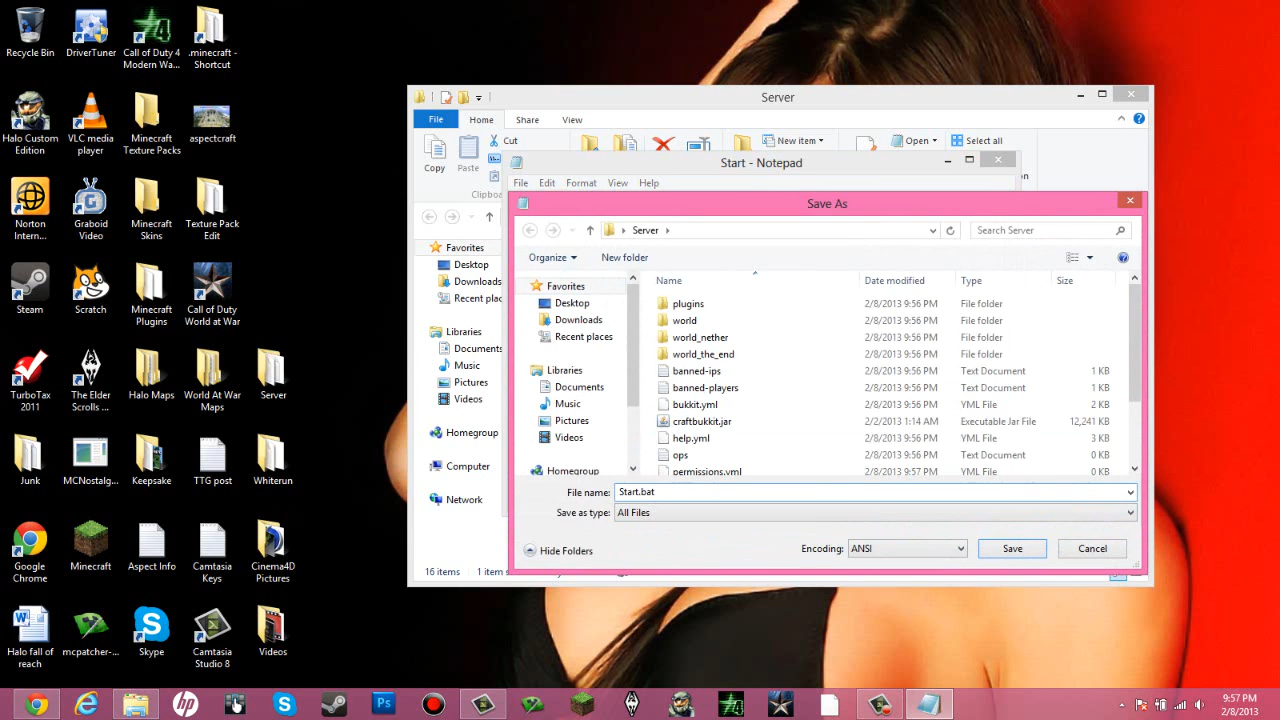 Recycle Bin
DriverTuner
Call of Duty 4
Modern Wa...
.minecraft -
Shortcut
Halo Custom
Edition
VLC media
player
Minecraft
Texture Packs
aspectcraft
Norton
Intern...
Graboid
Video
Minecraft
Skins
Texture Pack
Edit
Steam
Scratch
Minecraft
Plugins
Call of Duty
World at War
TurboTax
2011
The Elder
Scrolls ...
Halo Maps
World At War
Maps
Server
Junk
MCNostalg...
Keepsake
TTG post
Whiterun
Google
Chrome
Minecraft
Aspect Info
Camtasia
Keys
Cinema4D
Pictures
Halo fall of
reach
mcpatcher-...
Skype
Camtasia
Studio 8
Videos
Server
File Home Share View
Copy
Paste
Cut
New item
Open
Select all
Clipboa
Favorites
Desktop
Downloads
Recent plac
Libraries
Documents
Music
Pictures
Videos
Homegroup
Computer
Network
16 items
1 item s
Start - Notepad
File Edit Format View Help
Save As
Server
Search Server
Organize
New folder
Favorites
Desktop
Downloads
Recent places
Libraries
Documents
Music
Pictures
Videos
Homegroup
Name Date modified Type Size
plugins 2/8/2013 9:56 PM File folder
world 2/8/2013 9:56 PM File folder
world_nether 2/8/2013 9:56 PM File folder
world_the_end 2/8/2013 9:56 PM File folder
banned-ips 2/8/2013 9:56 PM Text Document 1 KB
banned-players 2/8/2013 9:56 PM Text Document 1 KB
bukkit.yml 2/8/2013 9:56 PM YML File 2 KB
craftbukkit.jar 2/2/2013 1:14 AM Executable Jar File 12,241 KB
help.yml 2/8/2013 9:56 PM YML File 3 KB
ops 2/8/2013 9:56 PM Text Document 0 KB
permissions.yml 2/8/2013 9:57 PM YML File 0 KB
File name: Start.bat
Save as type: All Files
Hide Folders
Encoding: ANSI
Save
Cancel
hp
Ps
9:57 PM
2/8/2013